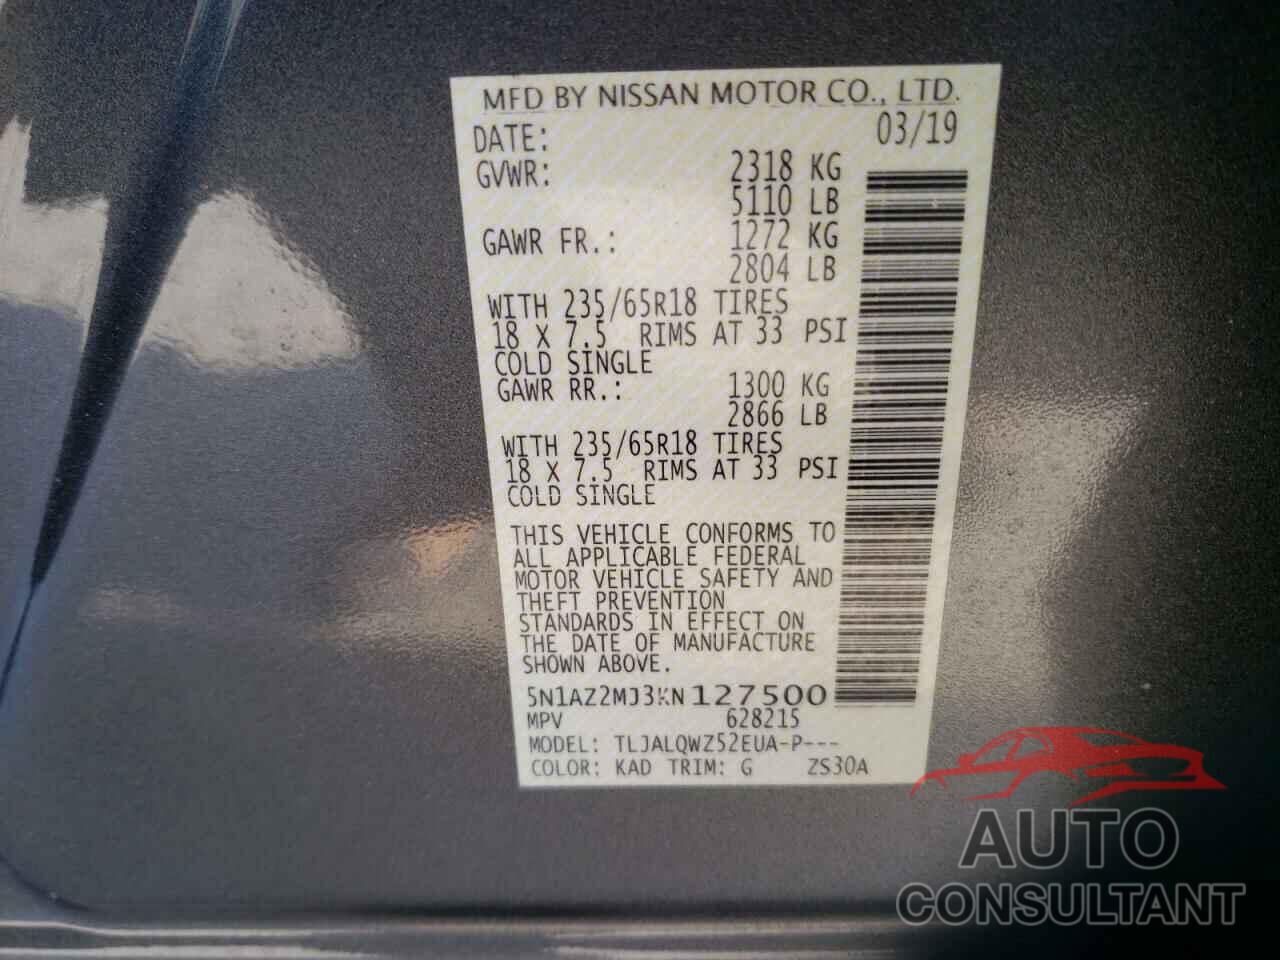 MFD BY NISSAN MOTOR CO., LTD.
DATE: 03/19
GVWR: 2318 KG
5110 LB
GAWR FR.: 1272 KG
2804 LB
WITH 235/65R18 TIRES
18 X 7.5 RIMS AT 33 PSI
COLD SINGLE
GAWR RR.: 1300 KG
2866 LB
WITH 235/65R18 TIRES
18 X 7.5 RIMS AT 33 PSI
COLD SINGLE
THIS VEHICLE CONFORMS TO
ALL APPLICABLE FEDERAL
MOTOR VEHICLE SAFETY AND
THEFT PREVENTION
STANDARDS IN EFFECT ON
THE DATE OF MANUFACTURE
SHOWN ABOVE.
5N1AZ2MJ3KN127500
MPV 628215
MODEL: TLJALQWZ52EUA-P---
COLOR: KAD TRIM: G ZS30A
AUTO
CONSULTANT